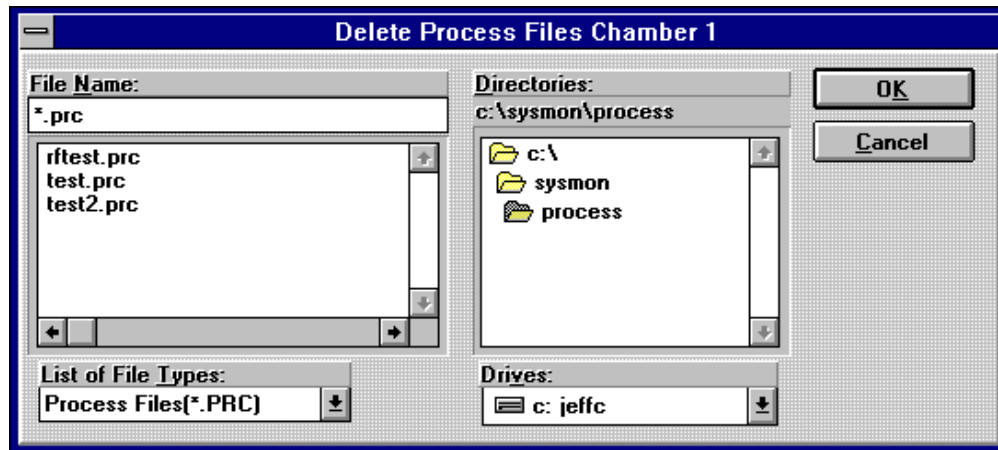 Delete Process Files Chamber 1
File Name:
*.prc
rftest.prc
test.prc
test2.prc
List of File Types:
Process Files(*.PRC)
Directories:
c:\sysmon\process
c:\
sysmon
process
Drives:
c: jeffc
OK
Cancel